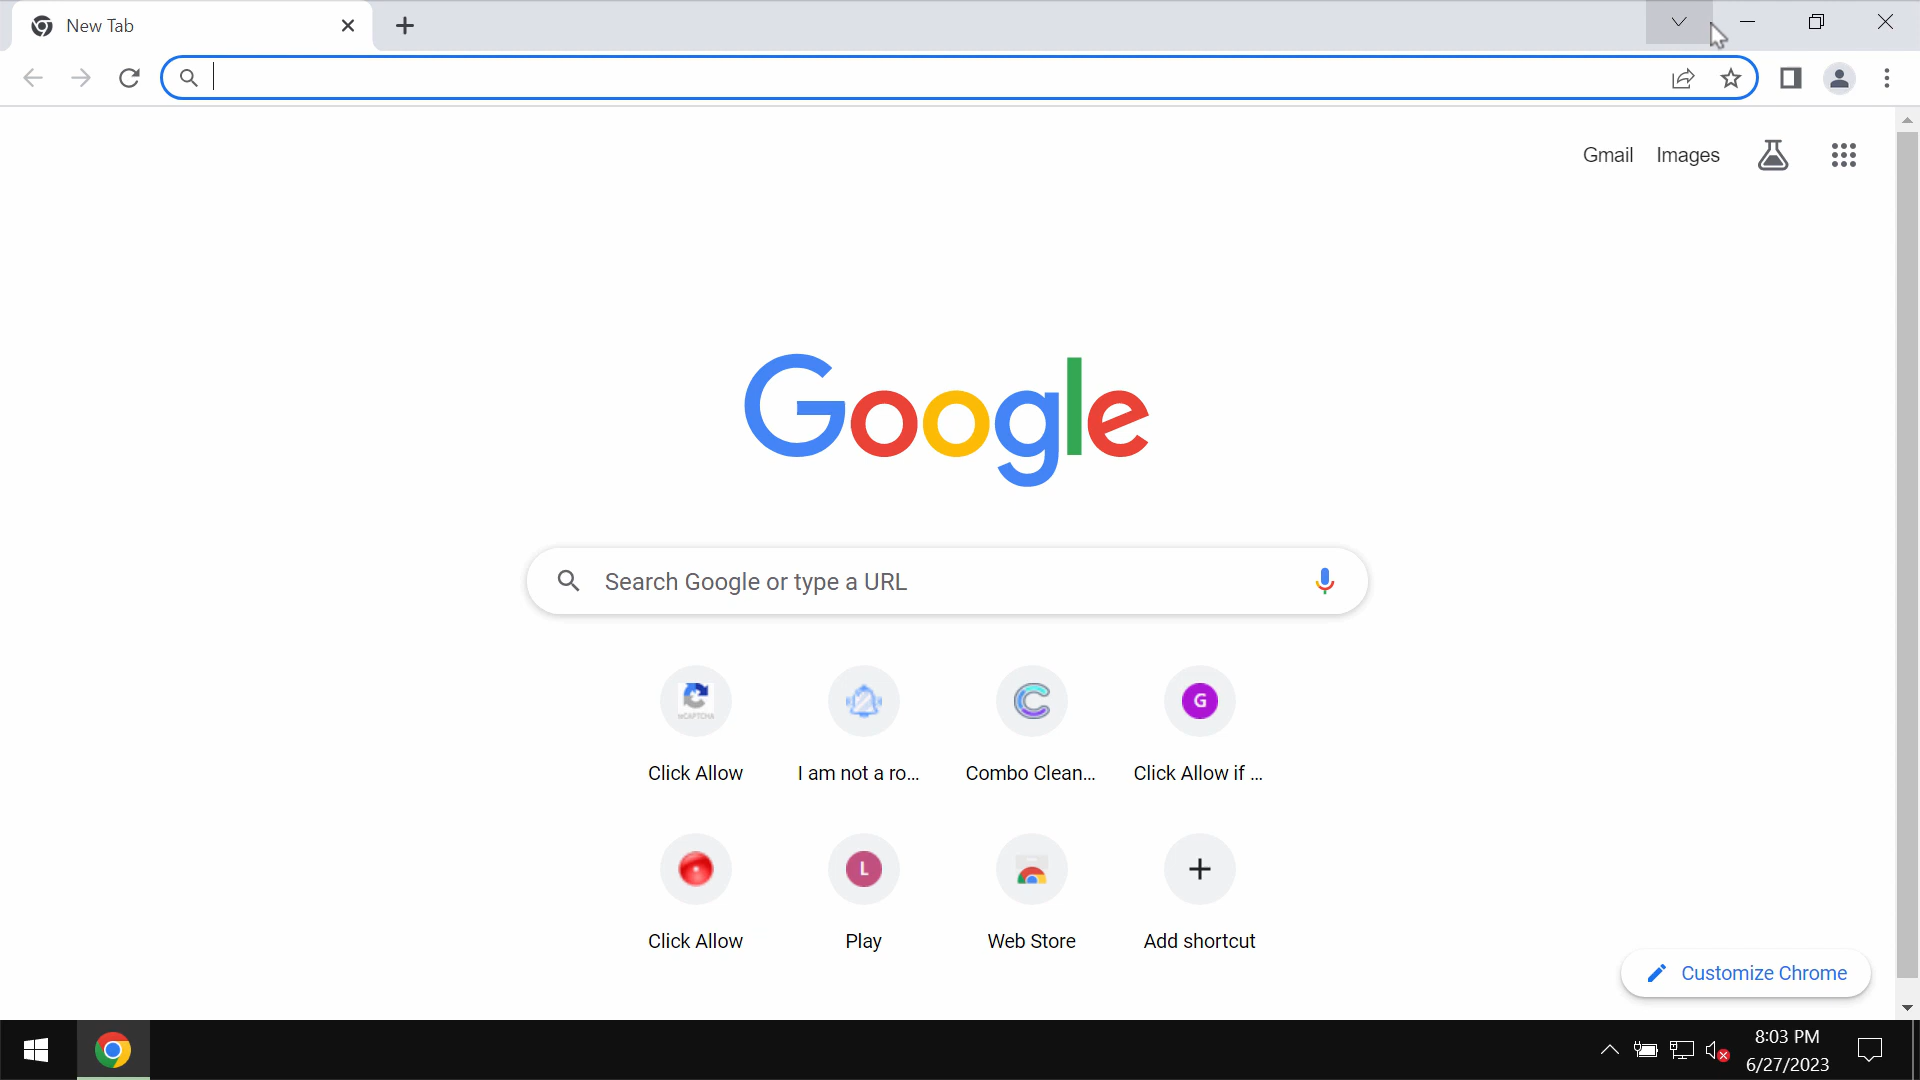 New Tab
Gmail Images
Google
Search Google or type a URL
reCAPTCHA
G
Click Allow
I am not a ro...
Combo Clean...
Click Allow if ...
L
Click Allow
Play
Web Store
Add shortcut
Customize Chrome
8:03 PM
6/27/2023